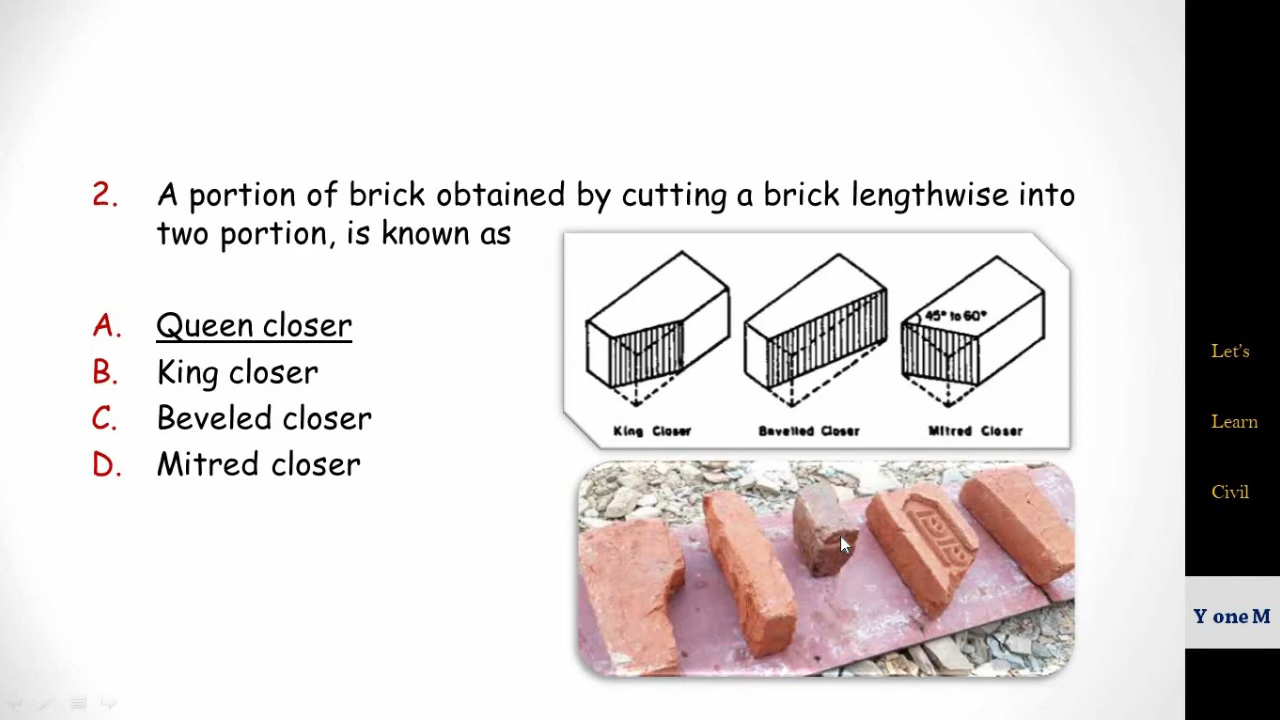 2. A portion of brick obtained by cutting a brick lengthwise into
two portion, is known as
A. Queen closer
B. King closer
C. Beveled closer
D. Mitred closer
45° to 60°
King Closer
Bevelled Closer
Mitred Closer
Let's
Learn
Civil
Y one M